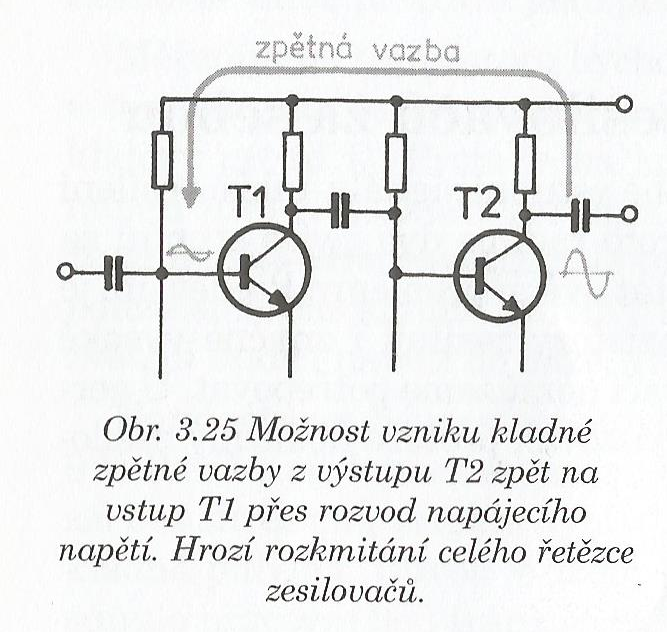 zpětná vazba
T1
T2
Obr. 3.25 Možnost vzniku kladné
zpětné vazby z výstupu T2 zpět na
vstup T1 přes rozvod napájecího
napětí. Hrozí rozkmitání celého řetězce
zesilovačů.